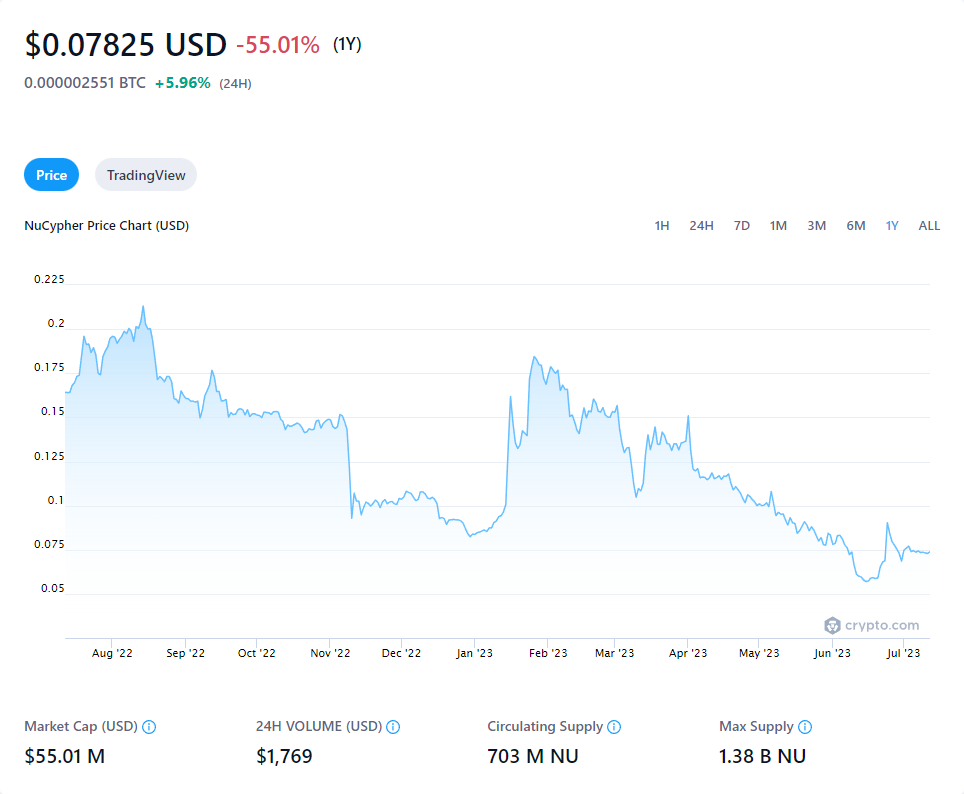 $0.07825 USD -55.01% (1Y)
0.000002551 BTC +5.96% (24H)
Price TradingView
NuCypher Price Chart (USD) 1H 24H 7D 1M 3M 6M 1Y ALL
0.225
0.2
0.175
0.15
0.125
0.1
0.075
0.05
crypto.com
Aug '22 Sep '22 Oct '22 Nov '22 Dec '22 Jan '23 Feb '23 Mar '23 Apr '23 May '23 Jun '23 Jul '23
Market Cap (USD) 24H VOLUME (USD) Circulating Supply Max Supply
$55.01 M $1,769 703 M NU 1.38 B NU